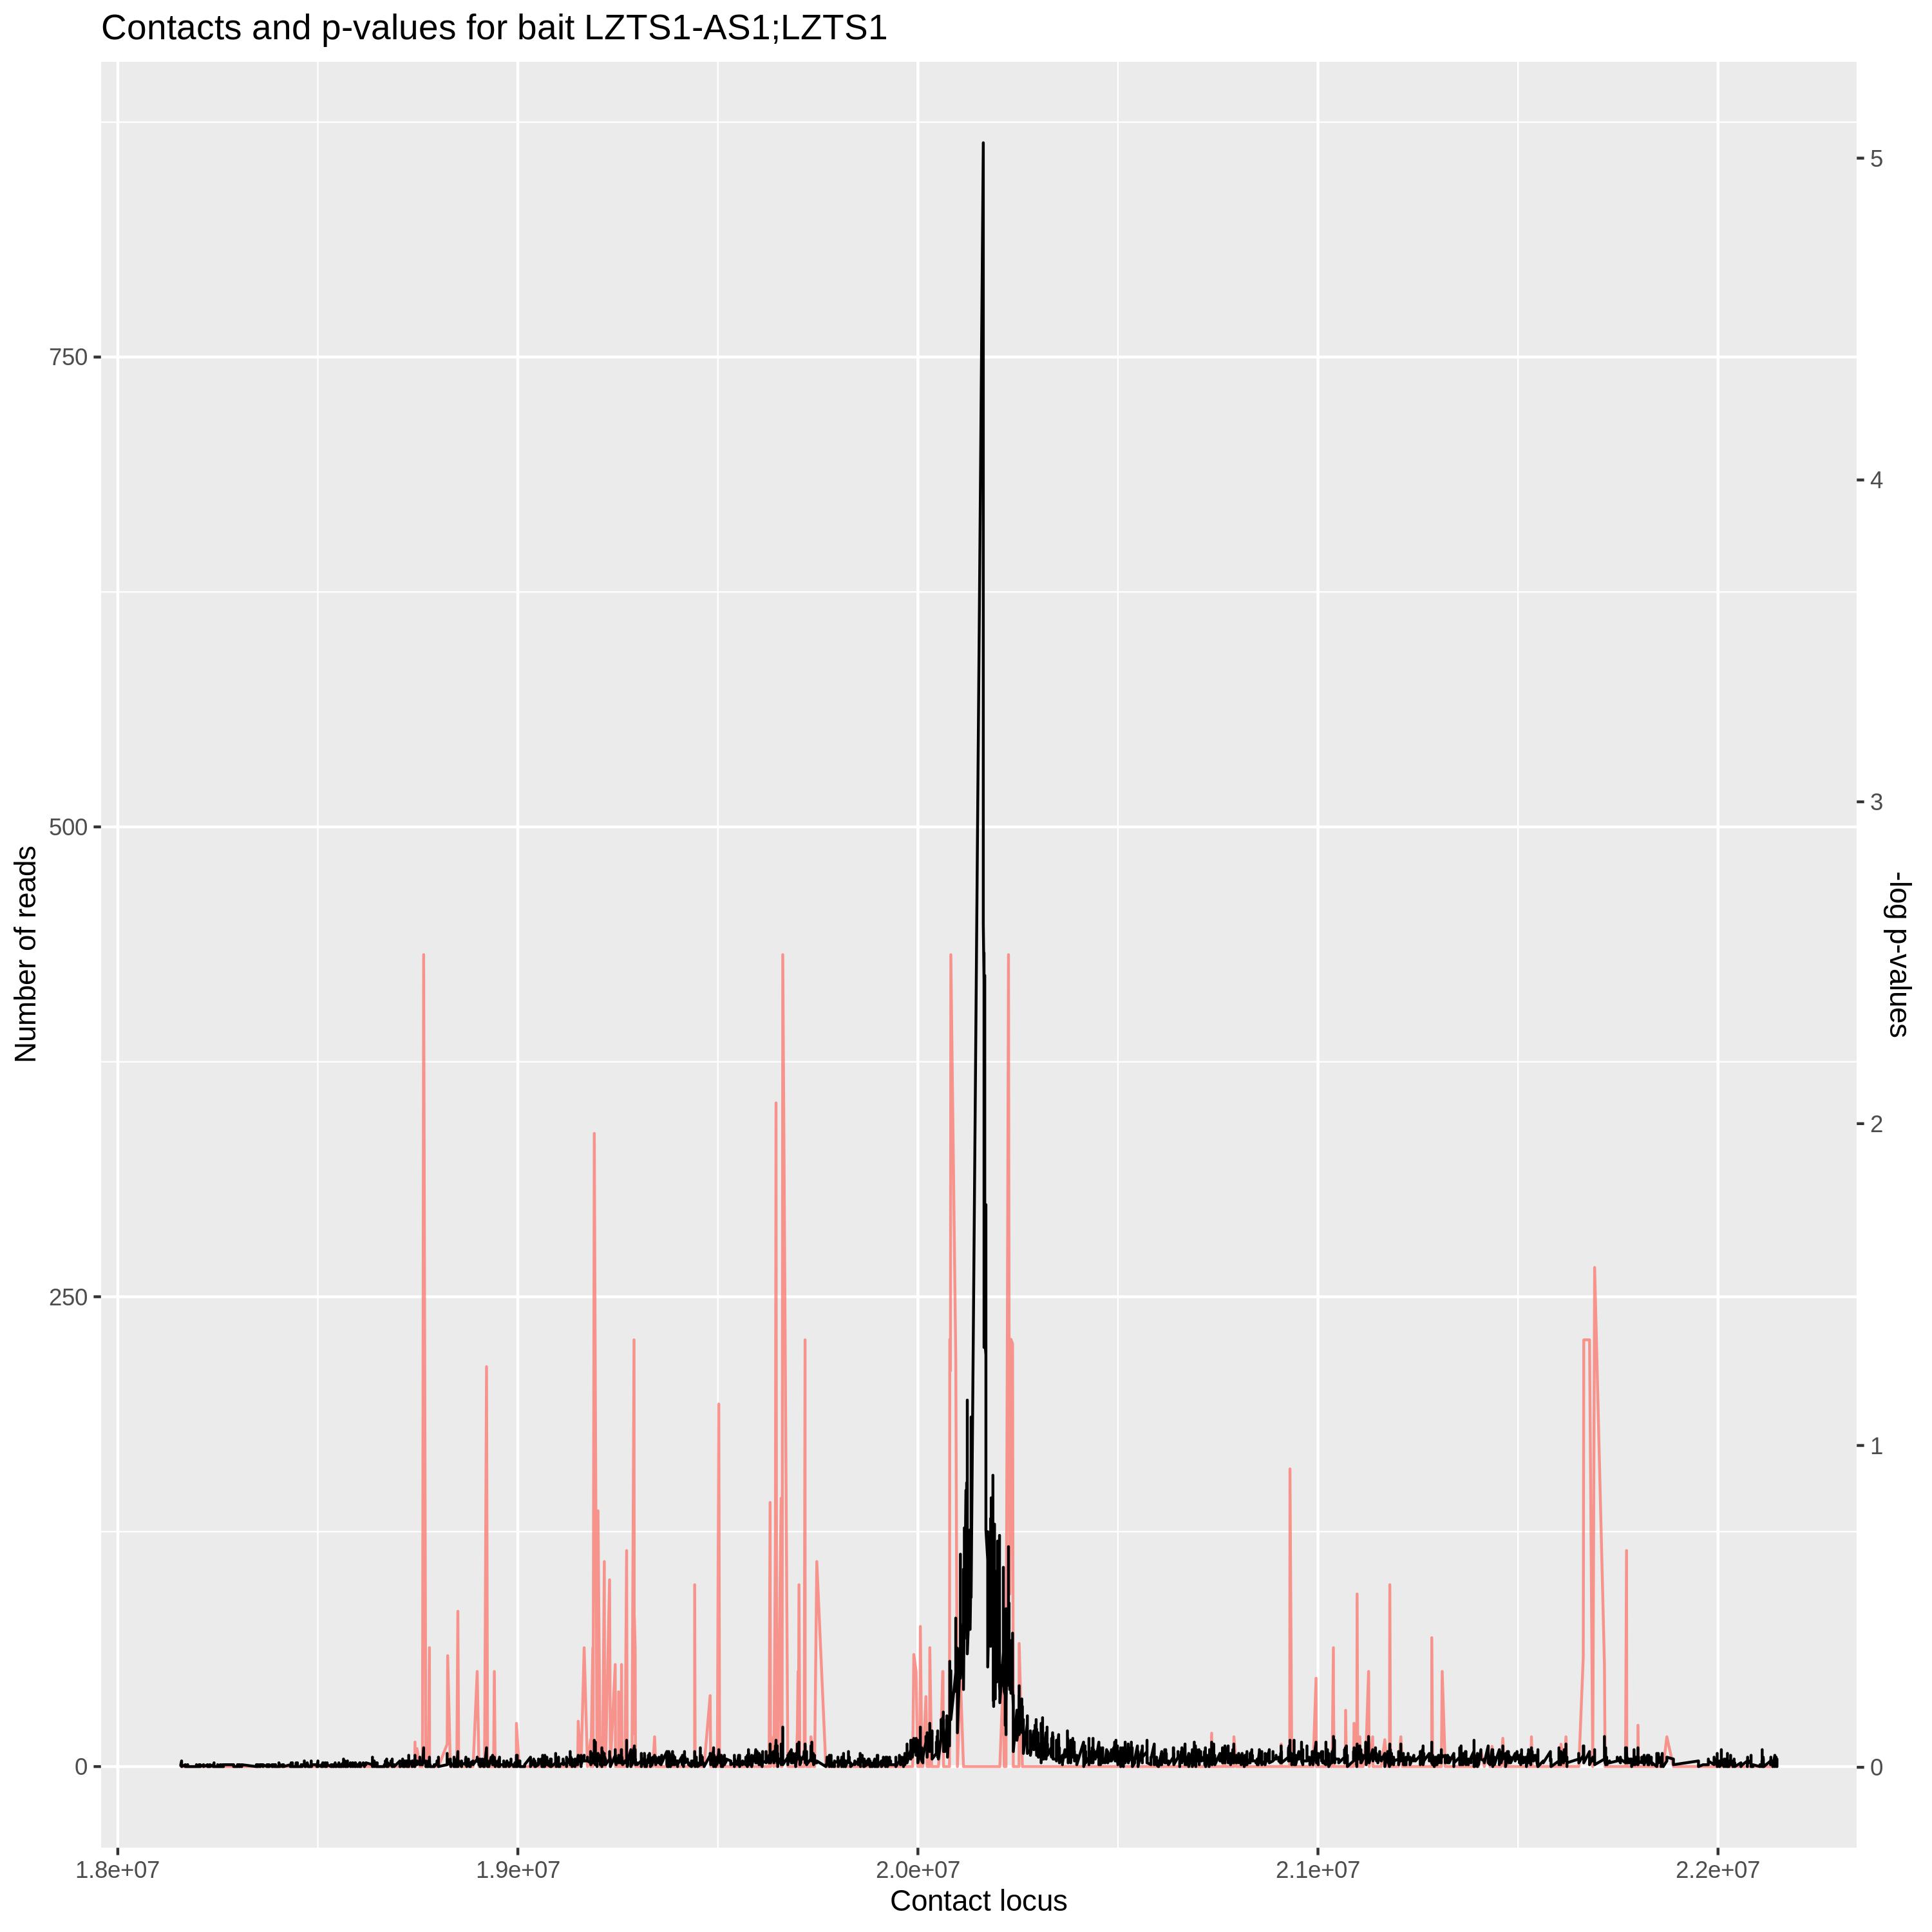 Contacts and p-values for bait LZTS1-AS1;LZTS1
750
500
250
0
Number of reads
5
4
3
2
1
0
-log p-values
1.8e+07
1.9e+07
2.0e+07
2.1e+07
2.2e+07
Contact locus